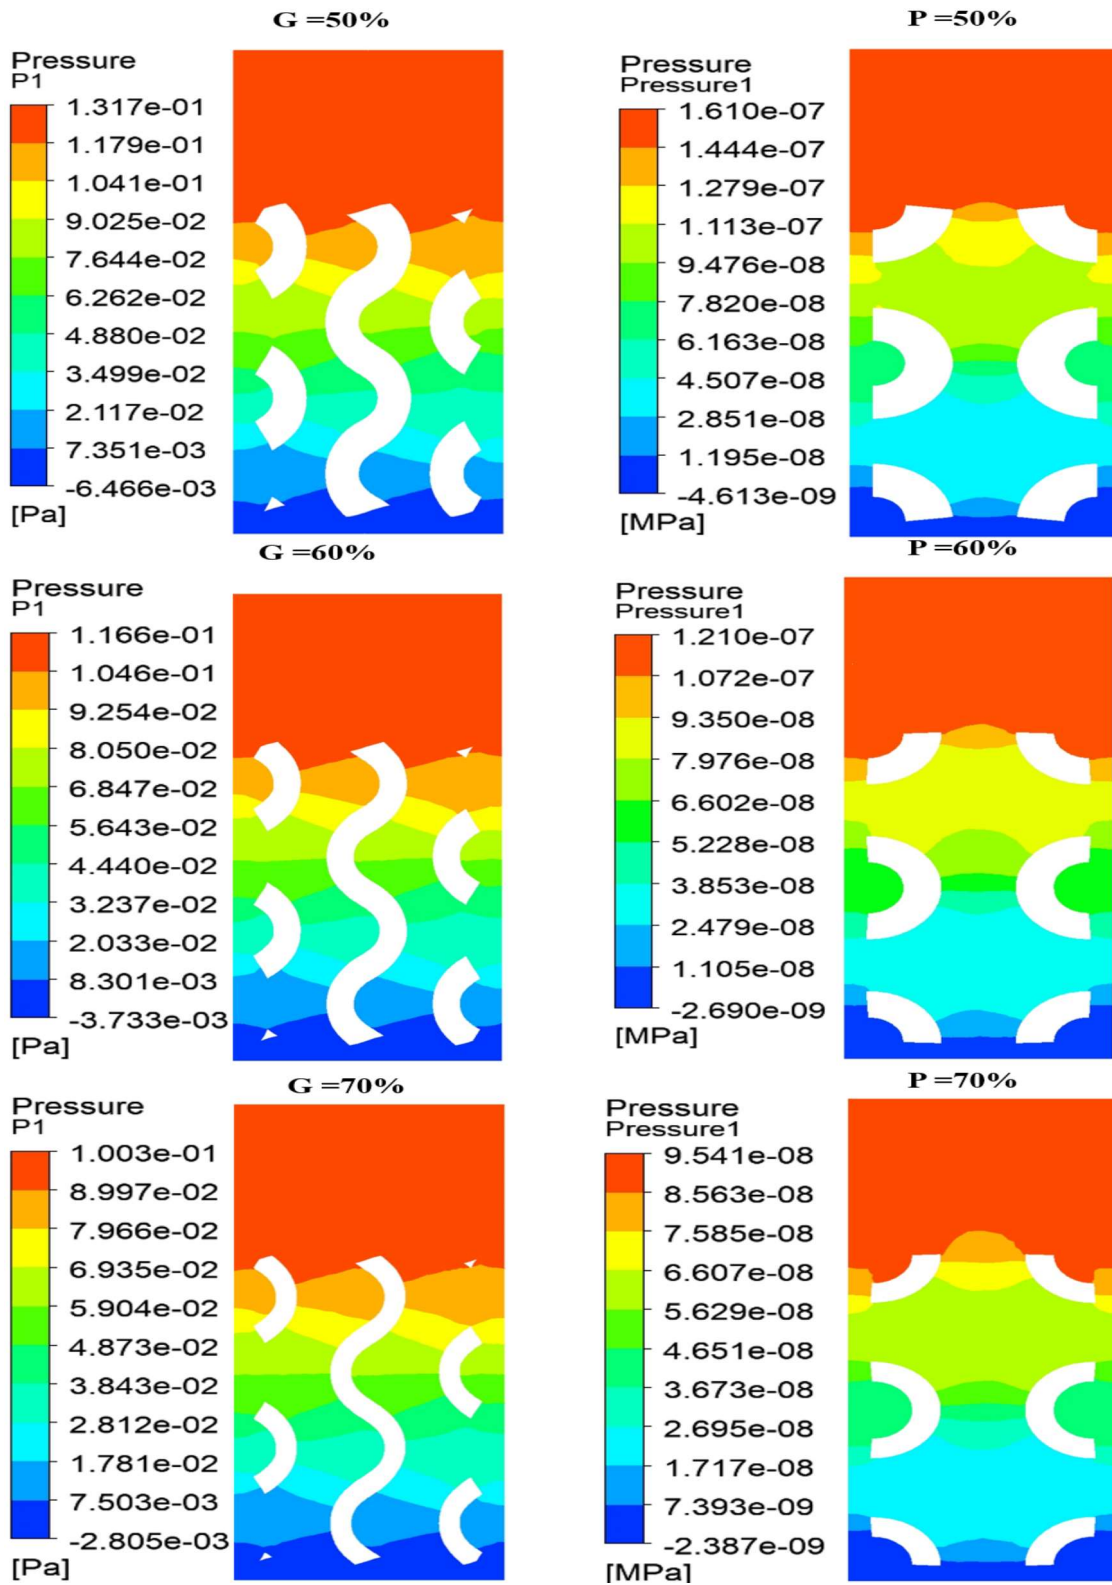 G =50%
Pressure
P1
1.317e-01
1.179e-01
1.041e-01
9.025e-02
7.644e-02
6.262e-02
4.880e-02
3.499e-02
2.117e-02
7.351e-03
-6.466e-03
[Pa]
P =50%
Pressure
Pressure1
1.610e-07
1.444e-07
1.279e-07
1.113e-07
9.476e-08
7.820e-08
6.163e-08
4.507e-08
2.851e-08
1.195e-08
-4.613e-09
[MPa]
G =60%
Pressure
P1
1.166e-01
1.046e-01
9.254e-02
8.050e-02
6.847e-02
5.643e-02
4.440e-02
3.237e-02
2.033e-02
8.301e-03
-3.733e-03
[Pa]
P =60%
Pressure
Pressure1
1.210e-07
1.072e-07
9.350e-08
7.976e-08
6.602e-08
5.228e-08
3.853e-08
2.479e-08
1.105e-08
-2.690e-09
[MPa]
G =70%
Pressure
P1
1.003e-01
8.997e-02
7.966e-02
6.935e-02
5.904e-02
4.873e-02
3.843e-02
2.812e-02
1.781e-02
7.503e-03
-2.805e-03
[Pa]
P =70%
Pressure
Pressure1
9.541e-08
8.563e-08
7.585e-08
6.607e-08
5.629e-08
4.651e-08
3.673e-08
2.695e-08
1.717e-08
7.393e-09
-2.387e-09
[MPa]